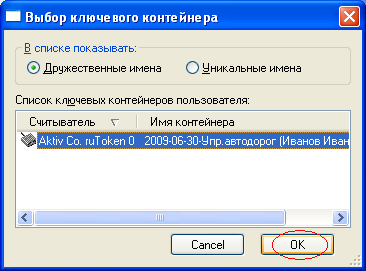 Выбор ключевого контейнера
В списке показывать:
Дружественные имена
Уникальные имена
Список ключевых контейнеров пользователя:
Считыватель
Имя контейнера
Aktiv Co. ruToken 0
2009-06-30-Упр.автодорог (Иванов Иван
Cancel
OK